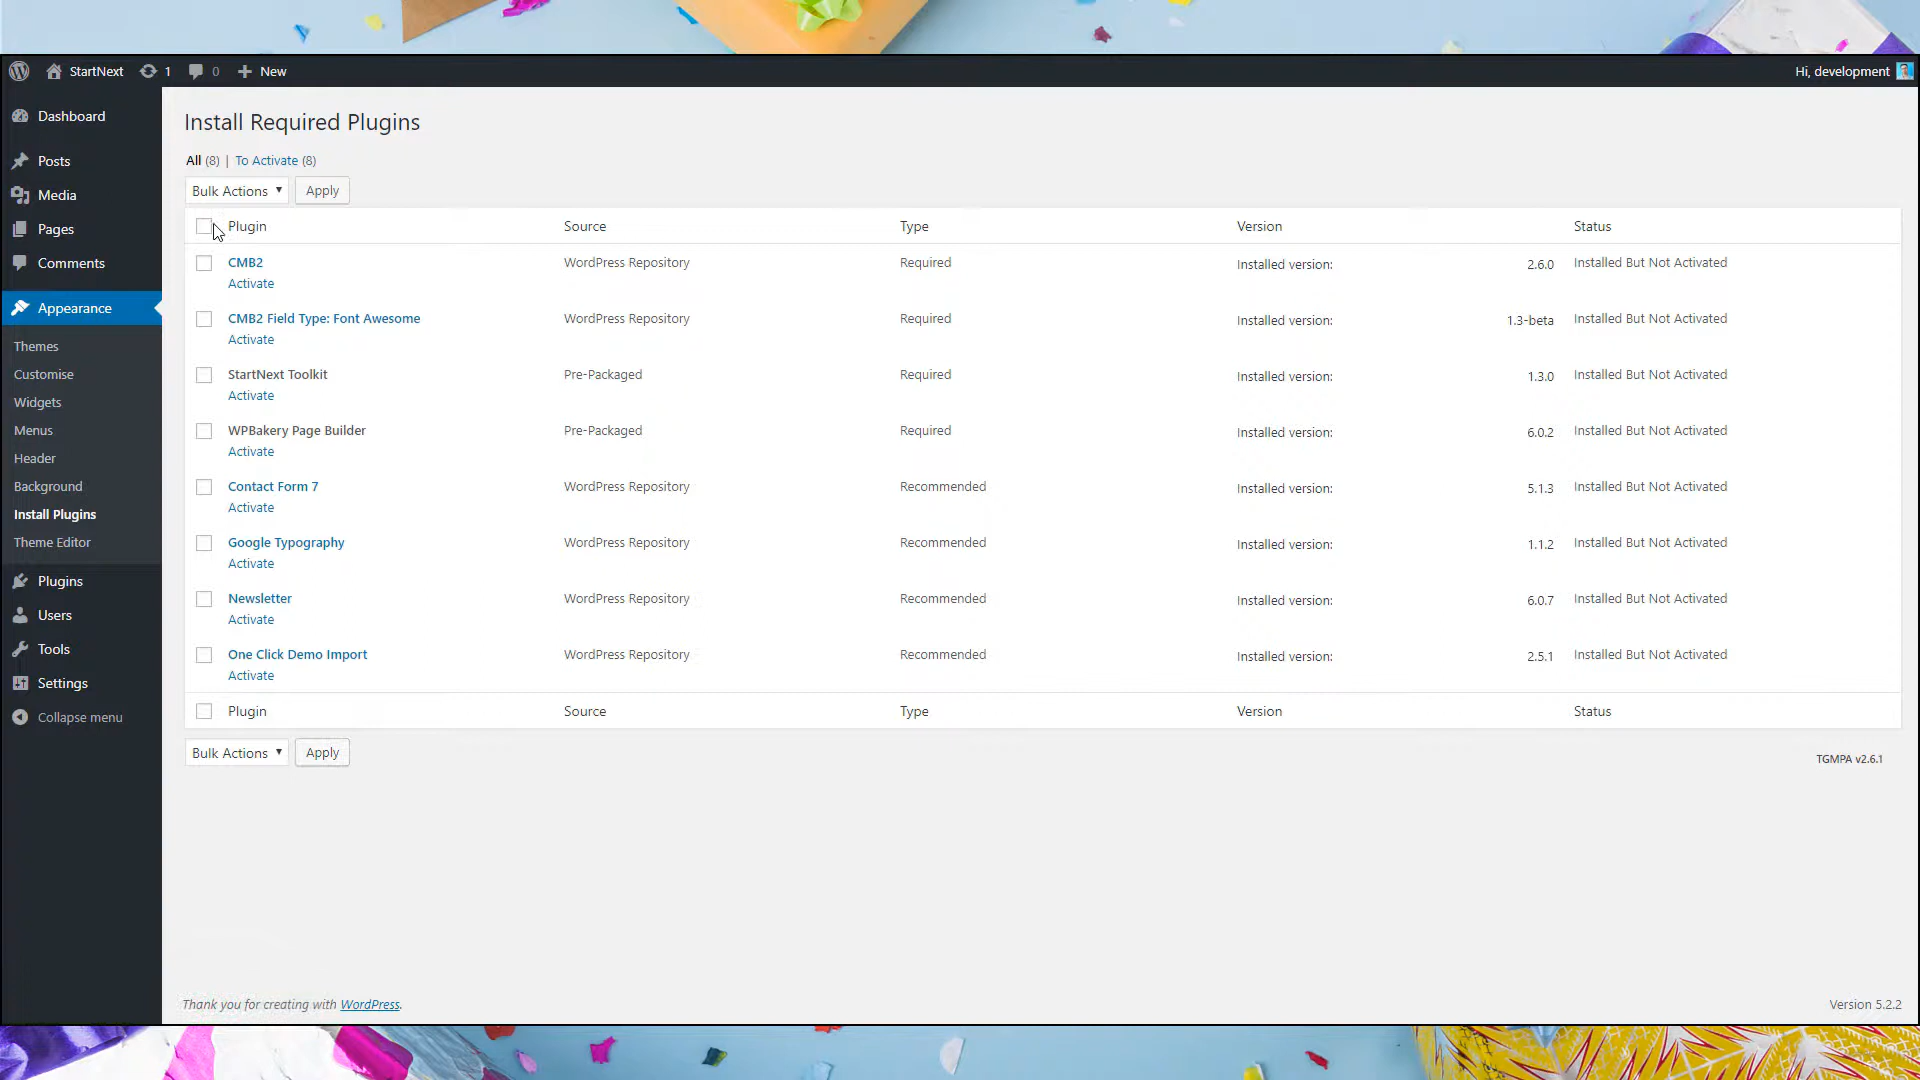 StartNext 1 0 New Hi, development
Dashboard
Posts
Media
Pages
Comments
Appearance
Themes
Customise
Widgets
Menus
Header
Background
Install Plugins
Theme Editor
Plugins
Users
Tools
Settings
Collapse menu
Install Required Plugins
All (8) | To Activate (8)
Bulk Actions Apply
Plugin Source Type Version Status
CMB2 WordPress Repository Required Installed version: 2.6.0 Installed But Not Activated
Activate
CMB2 Field Type: Font Awesome WordPress Repository Required Installed version: 1.3-beta Installed But Not Activated
Activate
StartNext Toolkit Pre-Packaged Required Installed version: 1.3.0 Installed But Not Activated
Activate
WPBakery Page Builder Pre-Packaged Required Installed version: 6.0.2 Installed But Not Activated
Activate
Contact Form 7 WordPress Repository Recommended Installed version: 5.1.3 Installed But Not Activated
Activate
Google Typography WordPress Repository Recommended Installed version: 1.1.2 Installed But Not Activated
Activate
Newsletter WordPress Repository Recommended Installed version: 6.0.7 Installed But Not Activated
Activate
One Click Demo Import WordPress Repository Recommended Installed version: 2.5.1 Installed But Not Activated
Activate
Plugin Source Type Version Status
Bulk Actions Apply
TGMPA v2.6.1
Thank you for creating with WordPress. Version 5.2.2